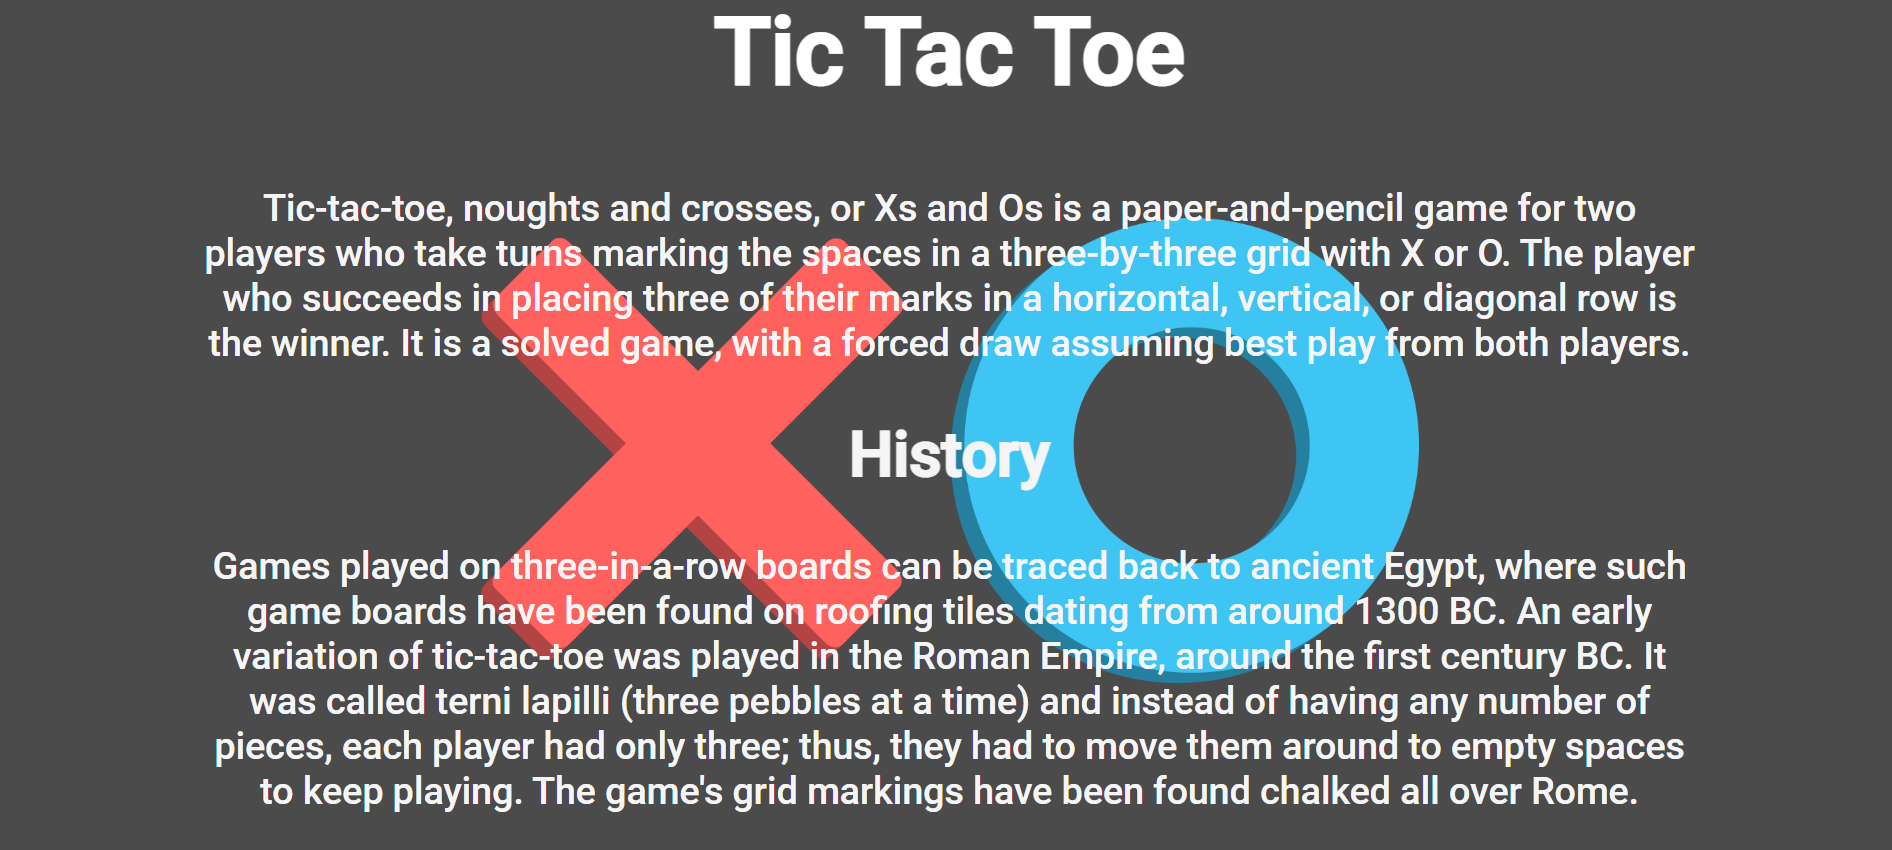 Tic Tac Toe
Tic-tac-toe, noughts and crosses, or Xs and Os is a paper-and-pencil game for two
players who take turns marking the spaces in a three-by-three grid with X or O. The player
who succeeds in placing three of their marks in a horizontal, vertical, or diagonal row is
the winner. It is a solved game, with a forced draw assuming best play from both players.
History
Games played on three-in-a-row boards can be traced back to ancient Egypt, where such
game boards have been found on roofing tiles dating from around 1300 BC. An early
variation of tic-tac-toe was played in the Roman Empire, around the first century BC. It
was called terni lapilli (three pebbles at a time) and instead of having any number of
pieces, each player had only three; thus, they had to move them around to empty spaces
to keep playing. The game's grid markings have been found chalked all over Rome.